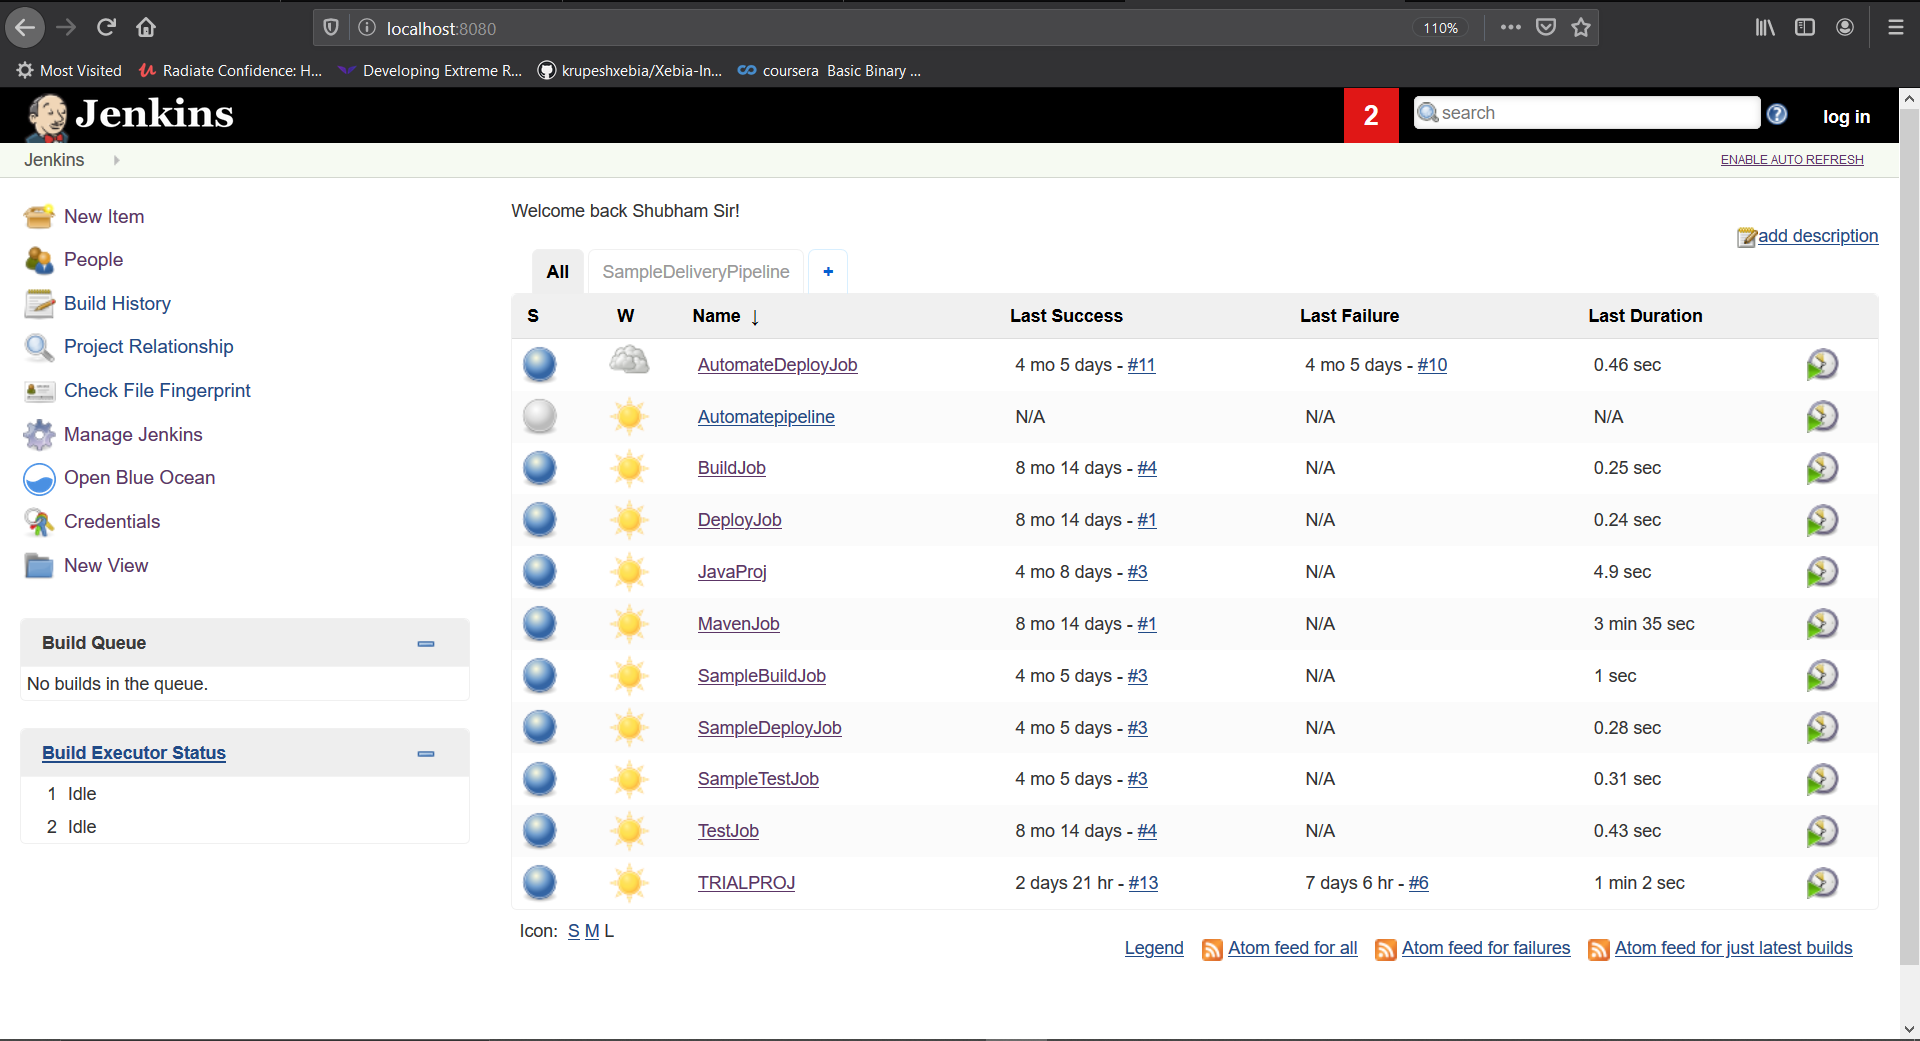 localhost:8080
110%
Most Visited
Radiate Confidence: H...
Developing Extreme R...
krupeshxebia/Xebia-In...
coursera Basic Binary ...
Jenkins
2
search
log in
Jenkins
ENABLE AUTO REFRESH
New Item
People
Build History
Project Relationship
Check File Fingerprint
Manage Jenkins
Open Blue Ocean
Credentials
New View
Build Queue
No builds in the queue.
Build Executor Status
1 Idle
2 Idle
Welcome back Shubham Sir!
add description
All
SampleDeliveryPipeline
+
S W Name ↓ Last Success Last Failure Last Duration
AutomateDeployJob 4 mo 5 days - #11 4 mo 5 days - #10 0.46 sec
Automatepipeline N/A N/A N/A
BuildJob 8 mo 14 days - #4 N/A 0.25 sec
DeployJob 8 mo 14 days - #1 N/A 0.24 sec
JavaProj 4 mo 8 days - #3 N/A 4.9 sec
MavenJob 8 mo 14 days - #1 N/A 3 min 35 sec
SampleBuildJob 4 mo 5 days - #3 N/A 1 sec
SampleDeployJob 4 mo 5 days - #3 N/A 0.28 sec
SampleTestJob 4 mo 5 days - #3 N/A 0.31 sec
TestJob 8 mo 14 days - #4 N/A 0.43 sec
TRIALPROJ 2 days 21 hr - #13 7 days 6 hr - #6 1 min 2 sec
Icon: S M L
Legend Atom feed for all Atom feed for failures Atom feed for just latest builds